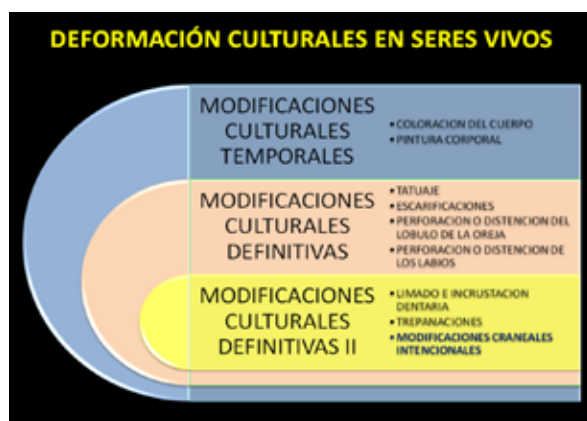 DEFORMACIÓN CULTURALES EN SERES VIVOS
MODIFICACIONES
CULTURALES
TEMPORALES
• COLORACION DEL CUERPO
• PINTURA CORPORAL
MODIFICACIONES
CULTURALES
DEFINITIVAS
• TATUAJE
• ESCARIFICACIONES
• PERFORACION O DISTENCION DEL
LOBULO DE LA OREJA
• PERFORACION O DISTENCION DE
LOS LABIOS
MODIFICACIONES
CULTURALES
DEFINITIVAS II
• LIMADO E INCRUSTACION
DENTARIA
• TREPANACIONES
• MODIFICACIONES CRANEALES
INTENCIONALES